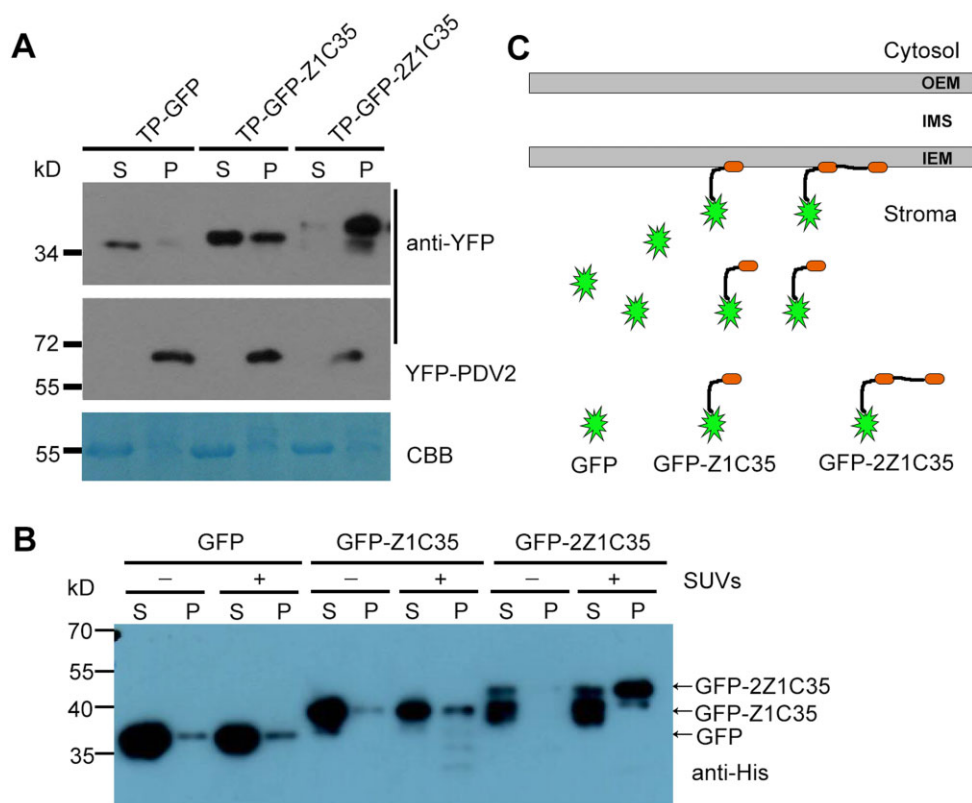 A
TP-GFP
TP-GFP-Z1C35
TP-GFP-2Z1C35
kD
S P S P S P
34
anti-YFP
72
55
YFP-PDV2
55
CBB
C
Cytosol
OEM
IMS
IEM
Stroma
GFP GFP-Z1C35 GFP-2Z1C35
B
GFP GFP-Z1C35 GFP-2Z1C35
kD
– + – + – + SUVs
S P S P S P S P S P S P
70
55
40
35
GFP-2Z1C35
GFP-Z1C35
GFP
anti-His